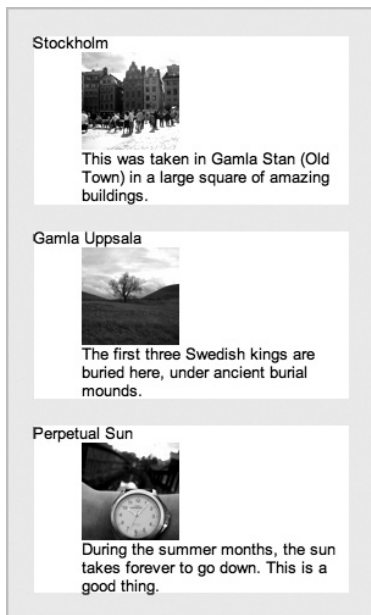 Stockholm
This was taken in Gamla Stan (Old
Town) in a large square of amazing
buildings.
Gamla Uppsala
The first three Swedish kings are
buried here, under ancient burial
mounds.
Perpetual Sun
During the summer months, the sun
takes forever to go down. This is a
good thing.